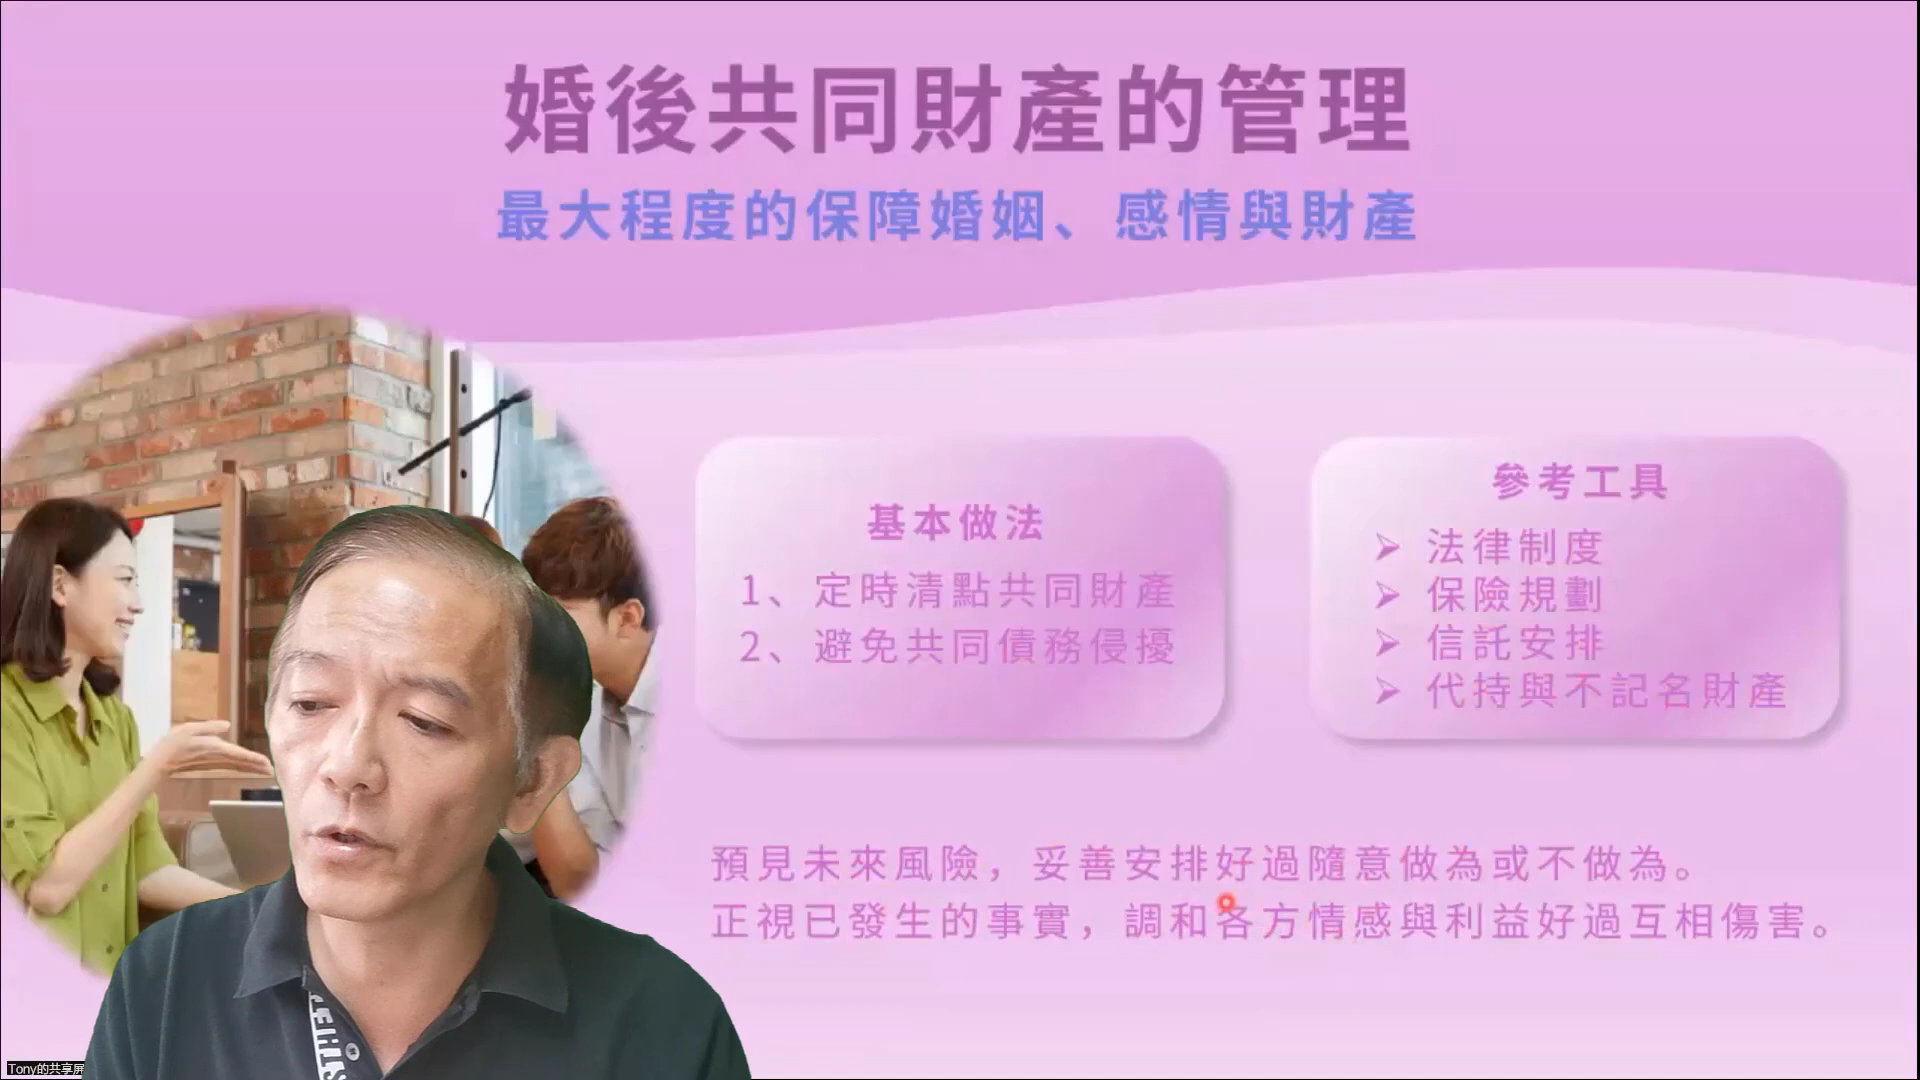 婚後共同財產的管理
最大程度的保障婚姻、感情與財產
基本做法
1、定時清點共同財產
2、避免共同債務侵擾
參考工具
➢ 法律制度
➢ 保險規劃
➢ 信託安排
➢ 代持與不記名財產
預見未來風險，妥善安排好過隨意做為或不做為。
正視已發生的事實，調和各方情感與利益好過互相傷害。
Tony的共享屏